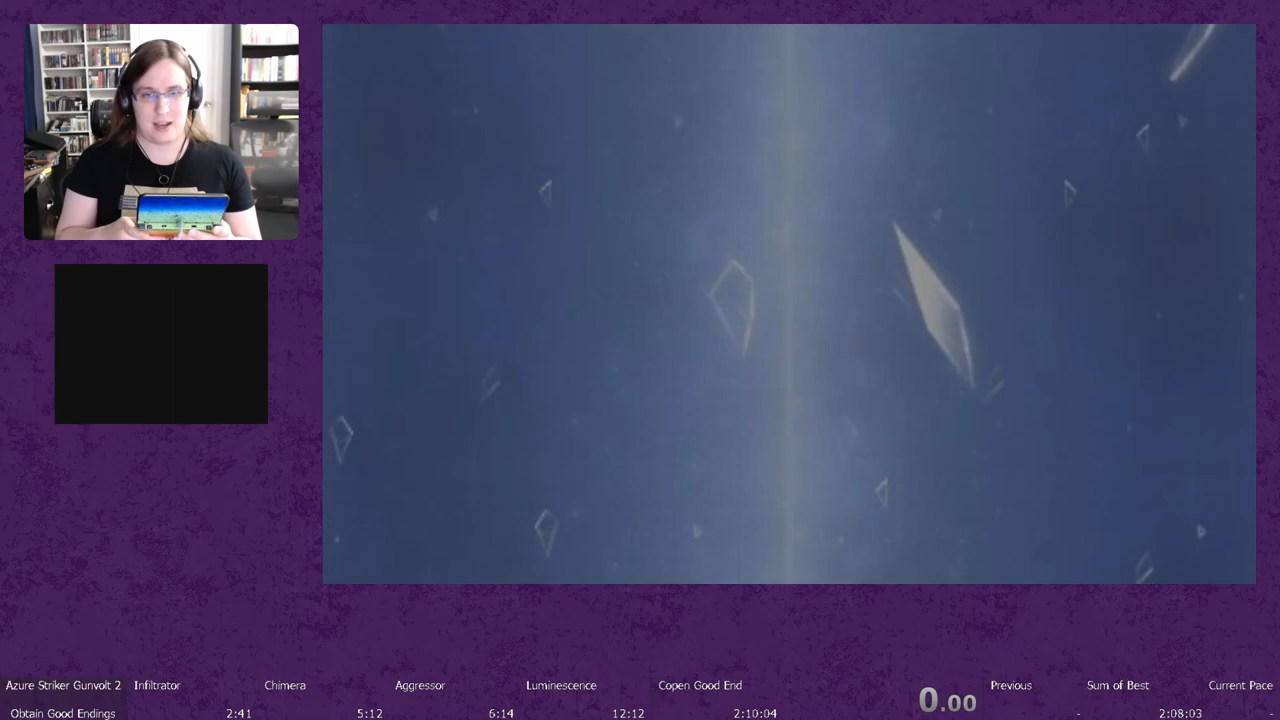 Azure Striker Gunvolt 2 Infiltrator Chimera Aggressor Luminescence Copen Good End 0.00 Previous Sum of Best Current Pace
Obtain Good Endings 2:41 5:12 6:14 12:12 2:10:04 - 2:08:03 -